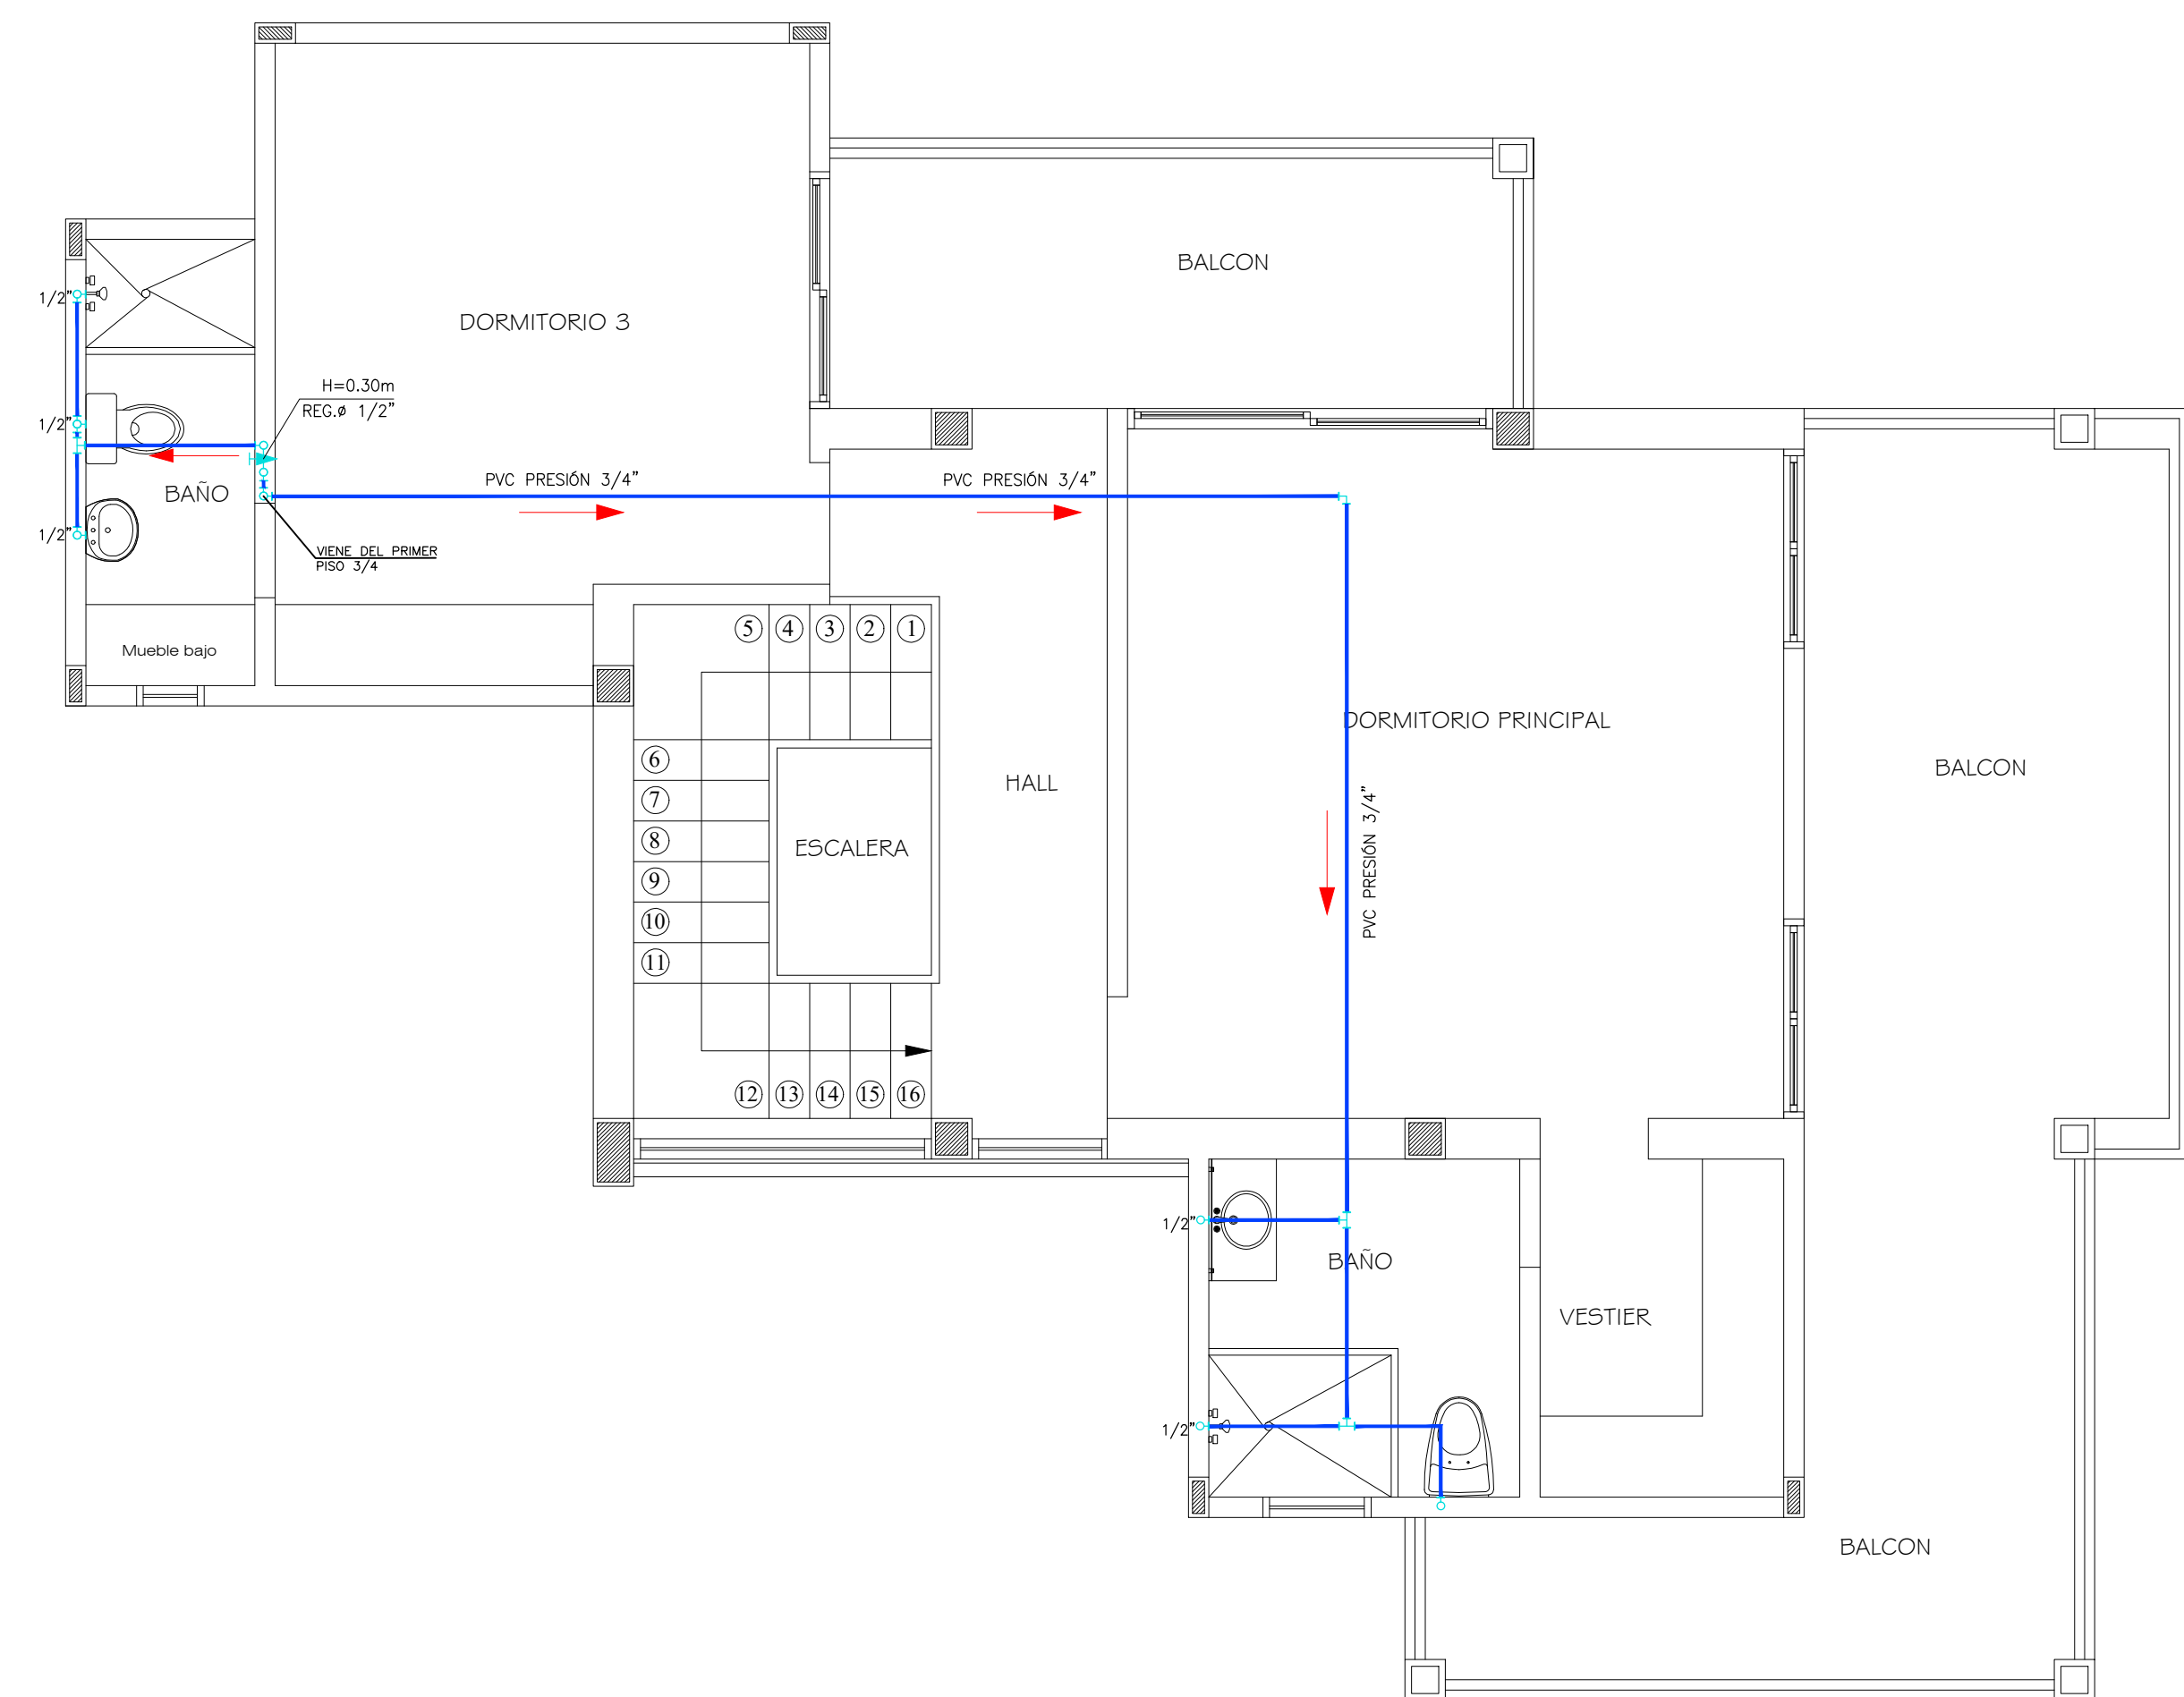 BALCON
1/2"
DORMITORIO 3
H=0.30m
REG.ø 1/2"
1/2"
PVC PRESIÓN 3/4"
PVC PRESIÓN 3/4"
BAÑO
1/2"
VIENE DEL PRIMER
PISO 3/4
5 4 3 2 1
Mueble bajo
DORMITORIO PRINCIPAL
6
HALL
BALCON
7
8
ESCALERA
PVC PRESIÓN 3/4"
9
10
11
12 13 14 15 16
1/2"
BAÑO
VESTIER
1/2"
BALCON